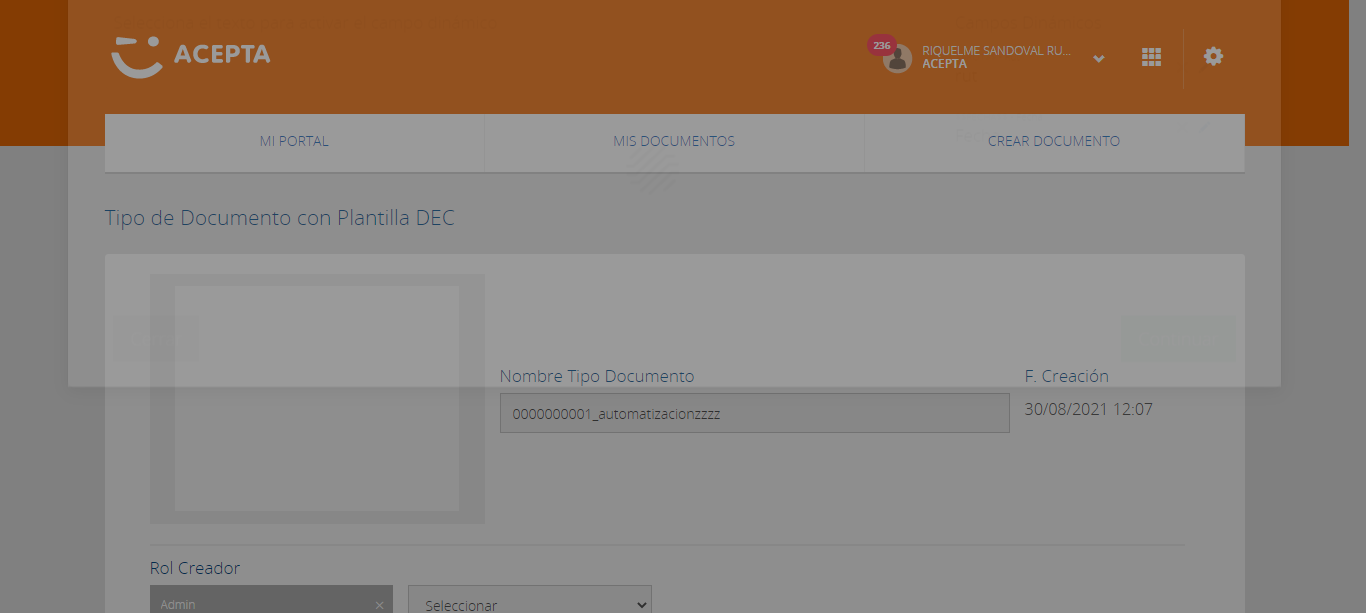 236
RIQUELME SANDOVAL RU...
ACEPTA
ACEPTA
MI PORTAL
MIS DOCUMENTOS
CREAR DOCUMENTO
Tipo de Documento con Plantilla DEC
Nombre Tipo Documento
F. Creación
0000000001_automatizacionzzzz
30/08/2021 12:07
Rol Creador
Admin ×
Seleccionar